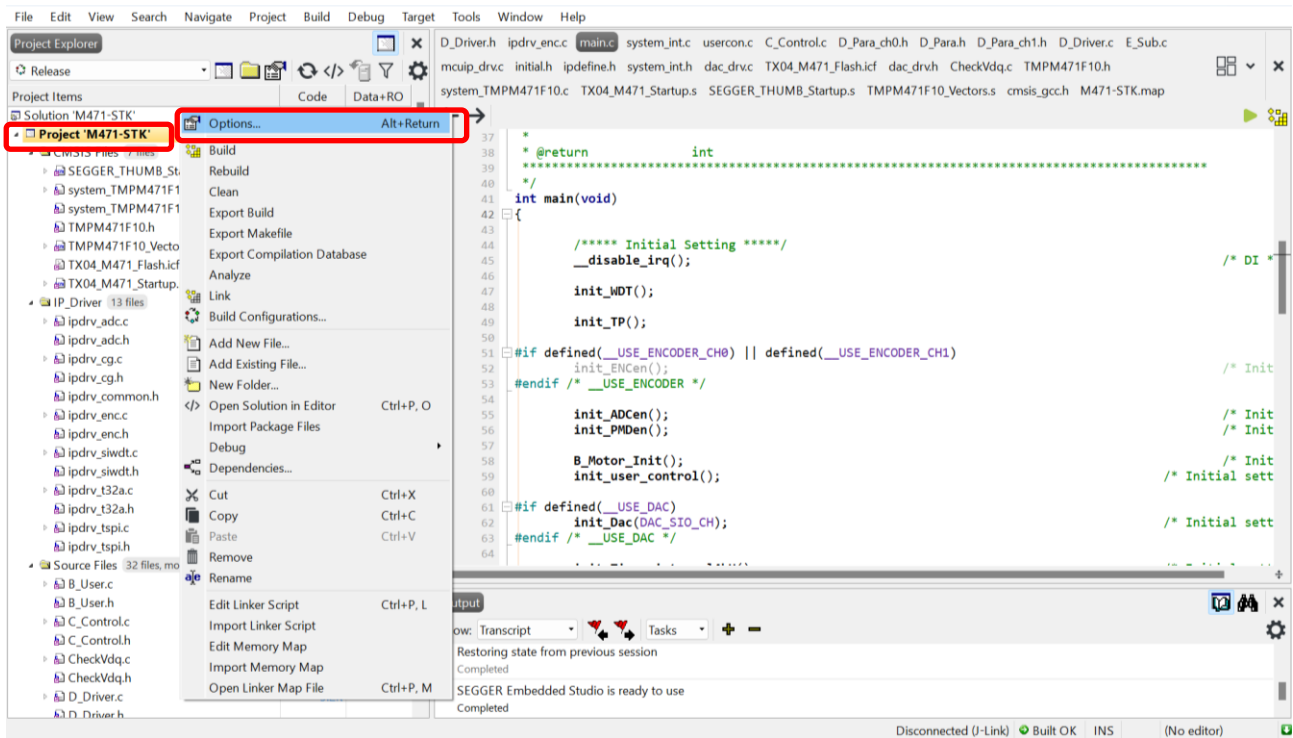 File Edit View Search Navigate Project Build Debug Target Tools Window Help
Project Explorer
Release
Project Items Code Data+RO
Solution 'M471-STK'
Project 'M471-STK'
CMSIS Files 7 files
SEGGER_THUMB_St
system_TMPM471F1
system_TMPM471F1
TMPM471F10.h
TMPM471F10_Vecto
TX04_M471_Flash.icf
TX04_M471_Startup.
IP_Driver 13 files
ipdrv_adc.c
ipdrv_adc.h
ipdrv_cg.c
ipdrv_cg.h
ipdrv_common.h
ipdrv_enc.c
ipdrv_enc.h
ipdrv_siwdt.c
ipdrv_siwdt.h
ipdrv_t32a.c
ipdrv_t32a.h
ipdrv_tspi.c
ipdrv_tspi.h
Source Files 32 files, mo
B_User.c
B_User.h
C_Control.c
C_Control.h
CheckVdq.c
CheckVdq.h
D_Driver.c
D_Driver.h
Options... Alt+Return
Build
Rebuild
Clean
Export Build
Export Makefile
Export Compilation Database
Analyze
Link
Build Configurations...
Add New File...
Add Existing File...
New Folder...
Open Solution in Editor Ctrl+P, O
Import Package Files
Debug
Dependencies...
Cut Ctrl+X
Copy Ctrl+C
Paste Ctrl+V
Remove
Rename
Edit Linker Script Ctrl+P, L
Import Linker Script
Edit Memory Map
Import Memory Map
Open Linker Map File Ctrl+P, M
D_Driver.h ipdrv_enc.c main.c system_int.c usercon.c C_Control.c D_Para_ch0.h D_Para.h D_Para_ch1.h D_Driver.c E_Sub.c
mcuip_drv.c initial.h ipdefine.h system_int.h dac_drv.c TX04_M471_Flash.icf dac_drv.h CheckVdq.c TMPM471F10.h
system_TMPM471F10.c TX04_M471_Startup.s SEGGER_THUMB_Startup.s TMPM471F10_Vectors.s cmsis_gcc.h M471-STK.map
37 *
38 * @return int
39 *********************************************************************************************
40 */
41 int main(void)
42 {
43
44 /***** Initial Setting *****/
45 __disable_irq(); /* DI *
46
47 init_WDT();
48
49 init_TP();
50
51 #if defined(__USE_ENCODER_CH0) || defined(__USE_ENCODER_CH1)
52 init_ENCen(); /* Init
53 #endif /* __USE_ENCODER */
54
55 init_ADCen(); /* Init
56 init_PMDen(); /* Init
57
58 B_Motor_Init(); /* Init
59 init_user_control(); /* Initial sett
60
61 #if defined(__USE_DAC)
62 init_Dac(DAC_SIO_CH); /* Initial sett
63 #endif /* __USE_DAC */
64
utput
ow: Transcript Tasks
Restoring state from previous session
Completed
SEGGER Embedded Studio is ready to use
Completed
Disconnected (J-Link) Built OK INS (No editor)